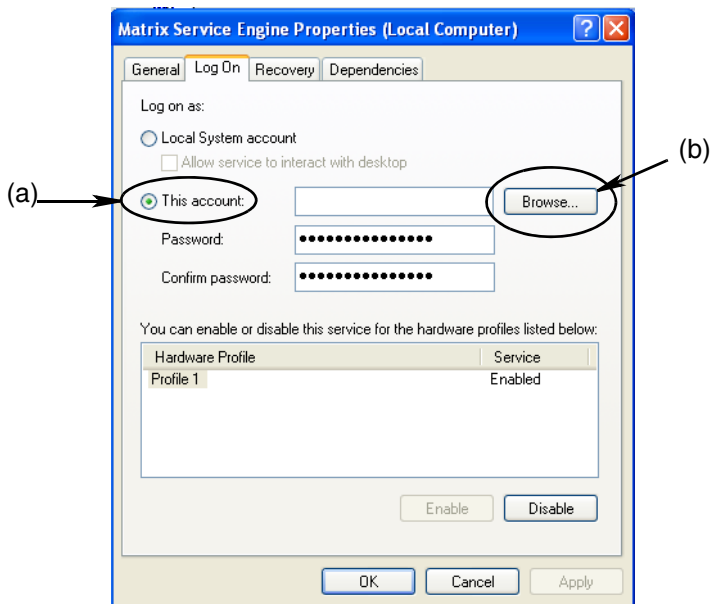 Matrix Service Engine Properties (Local Computer)
General Log On Recovery Dependencies
Log on as:
Local System account
Allow service to interact with desktop
(a) This account: Browse... (b)
Password: ●●●●●●●●●●●●●●●
Confirm password: ●●●●●●●●●●●●●●●
You can enable or disable this service for the hardware profiles listed below:
Hardware Profile Service
Profile 1 Enabled
Enable Disable
OK Cancel Apply